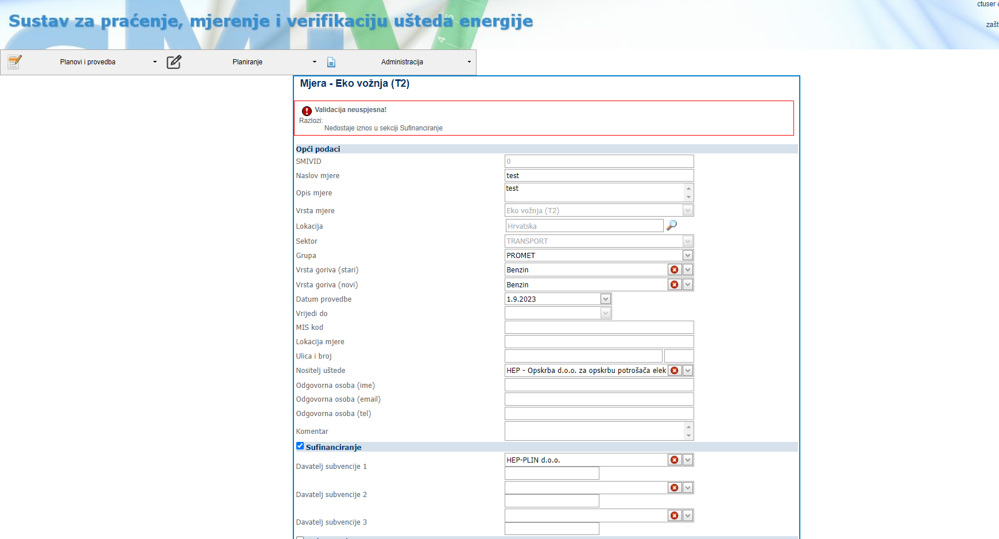 Sustav za praćenje, mjerenje i verifikaciju ušteda energije
ctuser
zašt
Planovi i provedba
Planiranje
Administracija
Mjera - Eko vožnja (T2)
Validacija neuspjesna!
Razlozi:
Nedostaje iznos u sekciji Sufinanciranje
Opći podaci
SMIVID 0
Naslov mjere test
Opis mjere test
Vrsta mjere Eko vožnja (T2)
Lokacija Hrvatska
Sektor TRANSPORT
Grupa PROMET
Vrsta goriva (stari) Benzin
Vrsta goriva (novi) Benzin
Datum provedbe 1.9.2023
Vrijedi do
MIS kod
Lokacija mjere
Ulica i broj
Nositelj uštede HEP - Opskrba d.o.o. za opskrbu potrošača elek
Odgovorna osoba (ime)
Odgovorna osoba (email)
Odgovorna osoba (tel)
Komentar
Sufinanciranje
Davatelj subvencije 1 HEP-PLIN d.o.o.
Davatelj subvencije 2
Davatelj subvencije 3